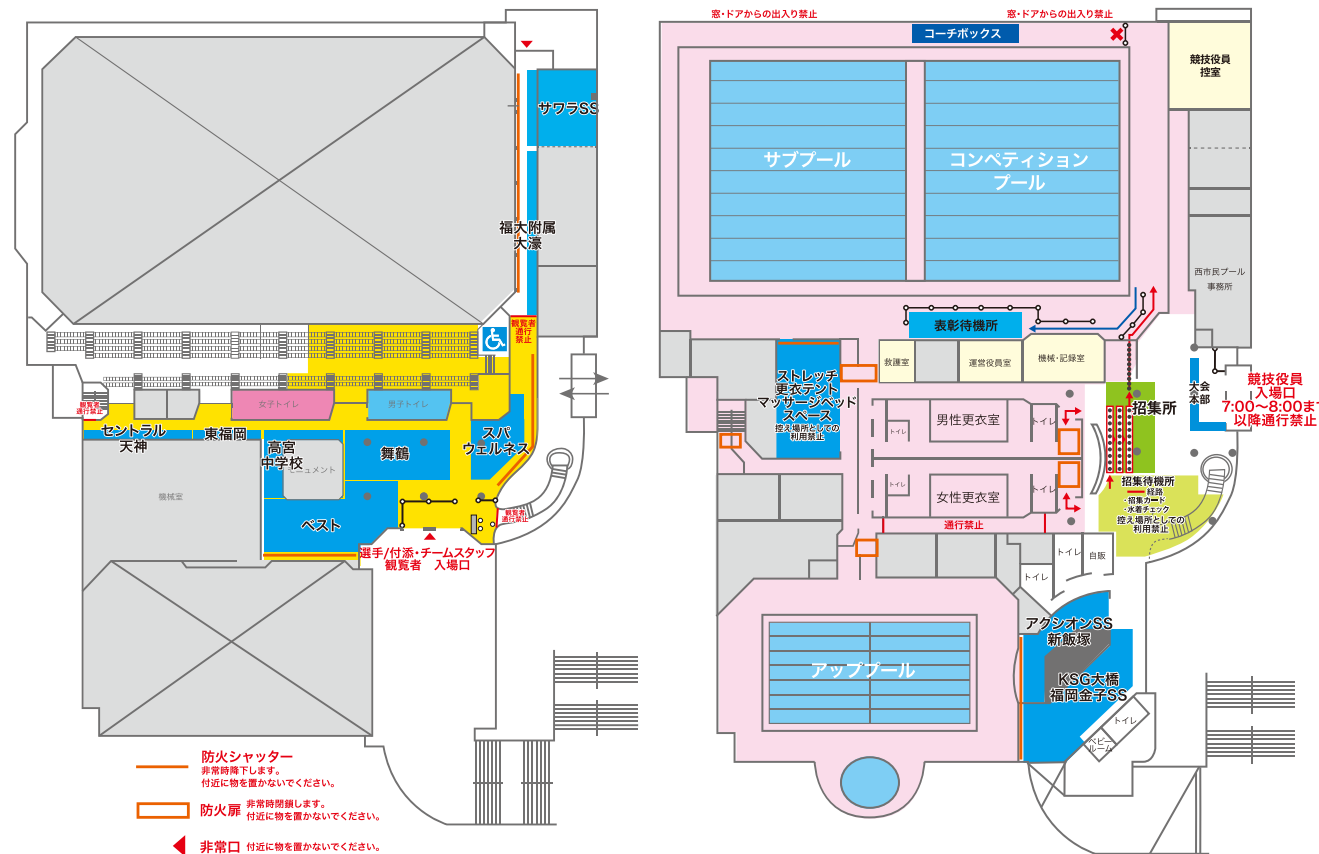 サワラSS
福大附属
大濠
観覧者
通行
禁止
観覧者
通行禁止
女子トイレ
男子トイレ
セントラル
天神
東福岡
高宮
中学校
舞鶴
スパ
ウェルネス
機械室
ベスト
観覧者
通行禁止
選手/付添・チームスタッフ
観覧者 入場口
防火シャッター
非常時降下します。
付近に物を置かないでください。
防火扉
非常時閉鎖します。
付近に物を置かないでください。
非常口
付近に物を置かないでください。
窓・ドアからの出入り禁止
窓・ドアからの出入り禁止
コーチボックス
競技役員
控室
サブプール
コンペティション
プール
西市民プール
事務所
表彰待機所
救護室
運営役員室
機械・記録室
ストレッチ
更衣テント
マッサージベッド
スペース
控え場所としての
利用禁止
トイレ
男性更衣室
トイレ
トイレ
女性更衣室
トイレ
通行禁止
招集所
大会
本部
競技役員
入場口
7:00〜8:00ま
以降通行禁止
招集待機所
経路
・招集カード
・水着チェック
控え場所としての
利用禁止
トイレ
自販
トイレ
アッププール
アクシオンSS
新飯塚
KSG大橋
福岡金子SS
トイレ
ベビー
ルーム